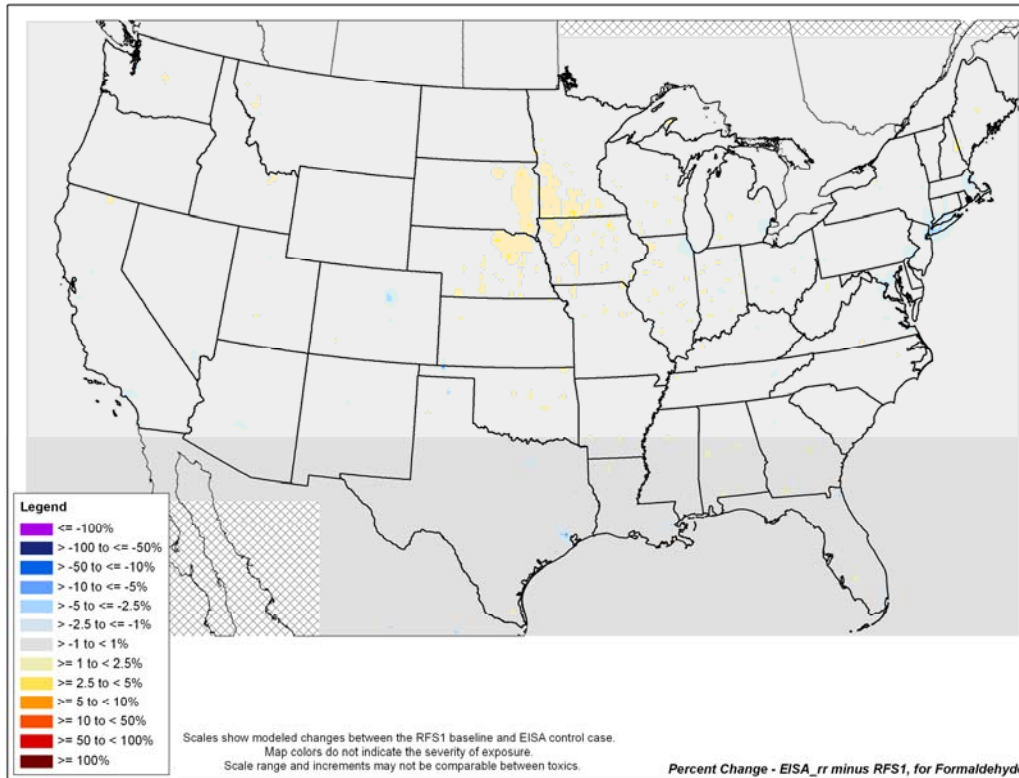 Legend
<= -100%
> -100 to <= -50%
> -50 to <= -10%
> -10 to <= -5%
> -5 to <= -2.5%
> -2.5 to <= -1%
> -1 to < 1%
>= 1 to < 2.5%
>= 2.5 to < 5%
>= 5 to < 10%
>= 10 to < 50%
>= 50 to < 100%
>= 100%
Scales show modeled changes between the RFS1 baseline and EISA control case.
Map colors do not indicate the severity of exposure.
Scale range and increments may not be comparable between toxics.
Percent Change - EISA_rr minus RFS1, for Formaldehyd